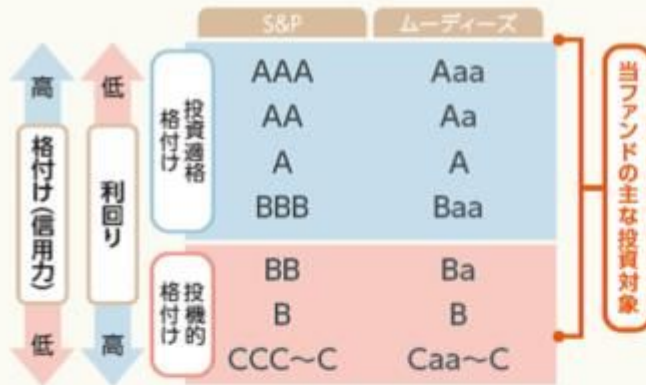 S&P ムーディーズ
高
格付け(信用力)
低
低
利回り
高
投資適格
格付け
AAA Aaa
AA Aa
A A
BBB Baa
投機的
格付け
BB Ba
B B
CCC～C Caa～C
当ファンドの主な投資対象